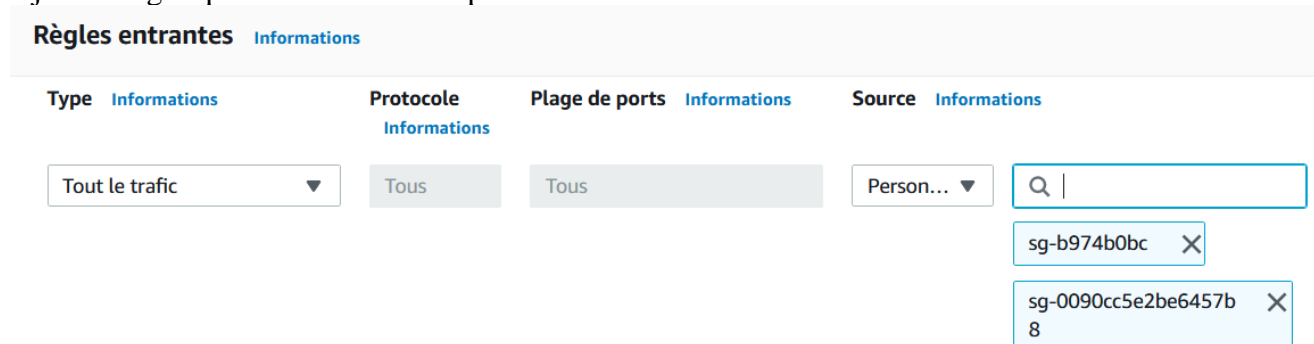 Règles entrantes Informations
Type Informations Protocole Plage de ports Informations Source Informations
Informations
Tout le trafic Tous Tous Person...
sg-b974b0bc
sg-0090cc5e2be6457b
8